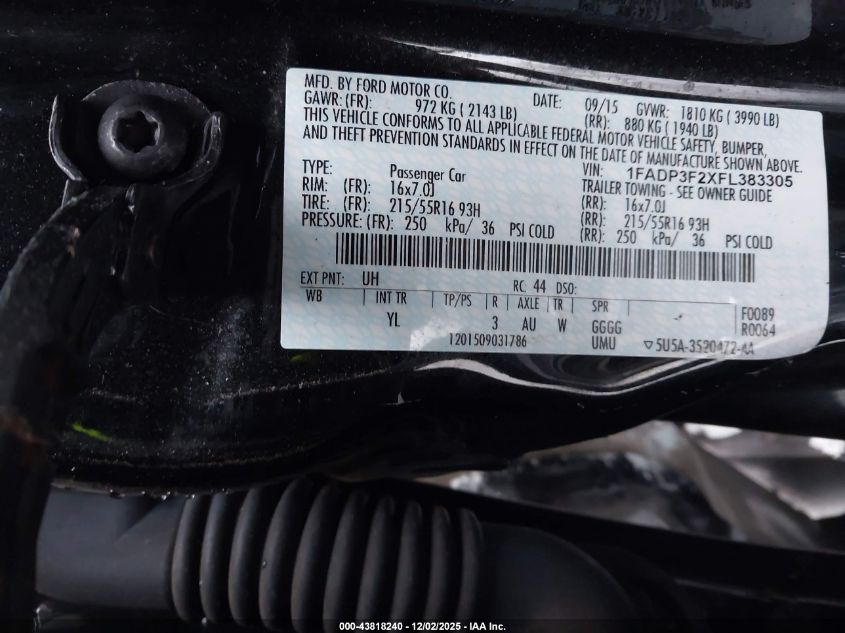 MFD. BY FORD MOTOR CO.
DATE: 09/15 GVWR: 1810 KG ( 3990 LB)
GAWR: (FR): 972 KG ( 2143 LB) (RR): 880 KG ( 1940 LB)
THIS VEHICLE CONFORMS TO ALL APPLICABLE FEDERAL MOTOR VEHICLE SAFETY, BUMPER,
AND THEFT PREVENTION STANDARDS IN EFFECT ON THE DATE OF MANUFACTURE SHOWN ABOVE.
VIN: 1FADP3F2XFL383305
TYPE: Passenger Car TRAILER TOWING - SEE OWNER GUIDE
RIM: (FR): 16x7.0J (RR): 16x7.0J
TIRE: (FR): 215/55R16 93H (RR): 215/55R16 93H
PRESSURE: (FR): 250 kPa/ 36 PSI COLD (RR): 250 kPa/ 36 PSI COLD
EXT PNT: UH RC: 44 DSO:
WB INT TR TP/PS R AXLE TR SPR F0089
YL 3 AU W GGGG R0064
1201509031786 UMU ▽5U5A-3520472-AA
000-43818240 - 12/02/2025 - IAA Inc.